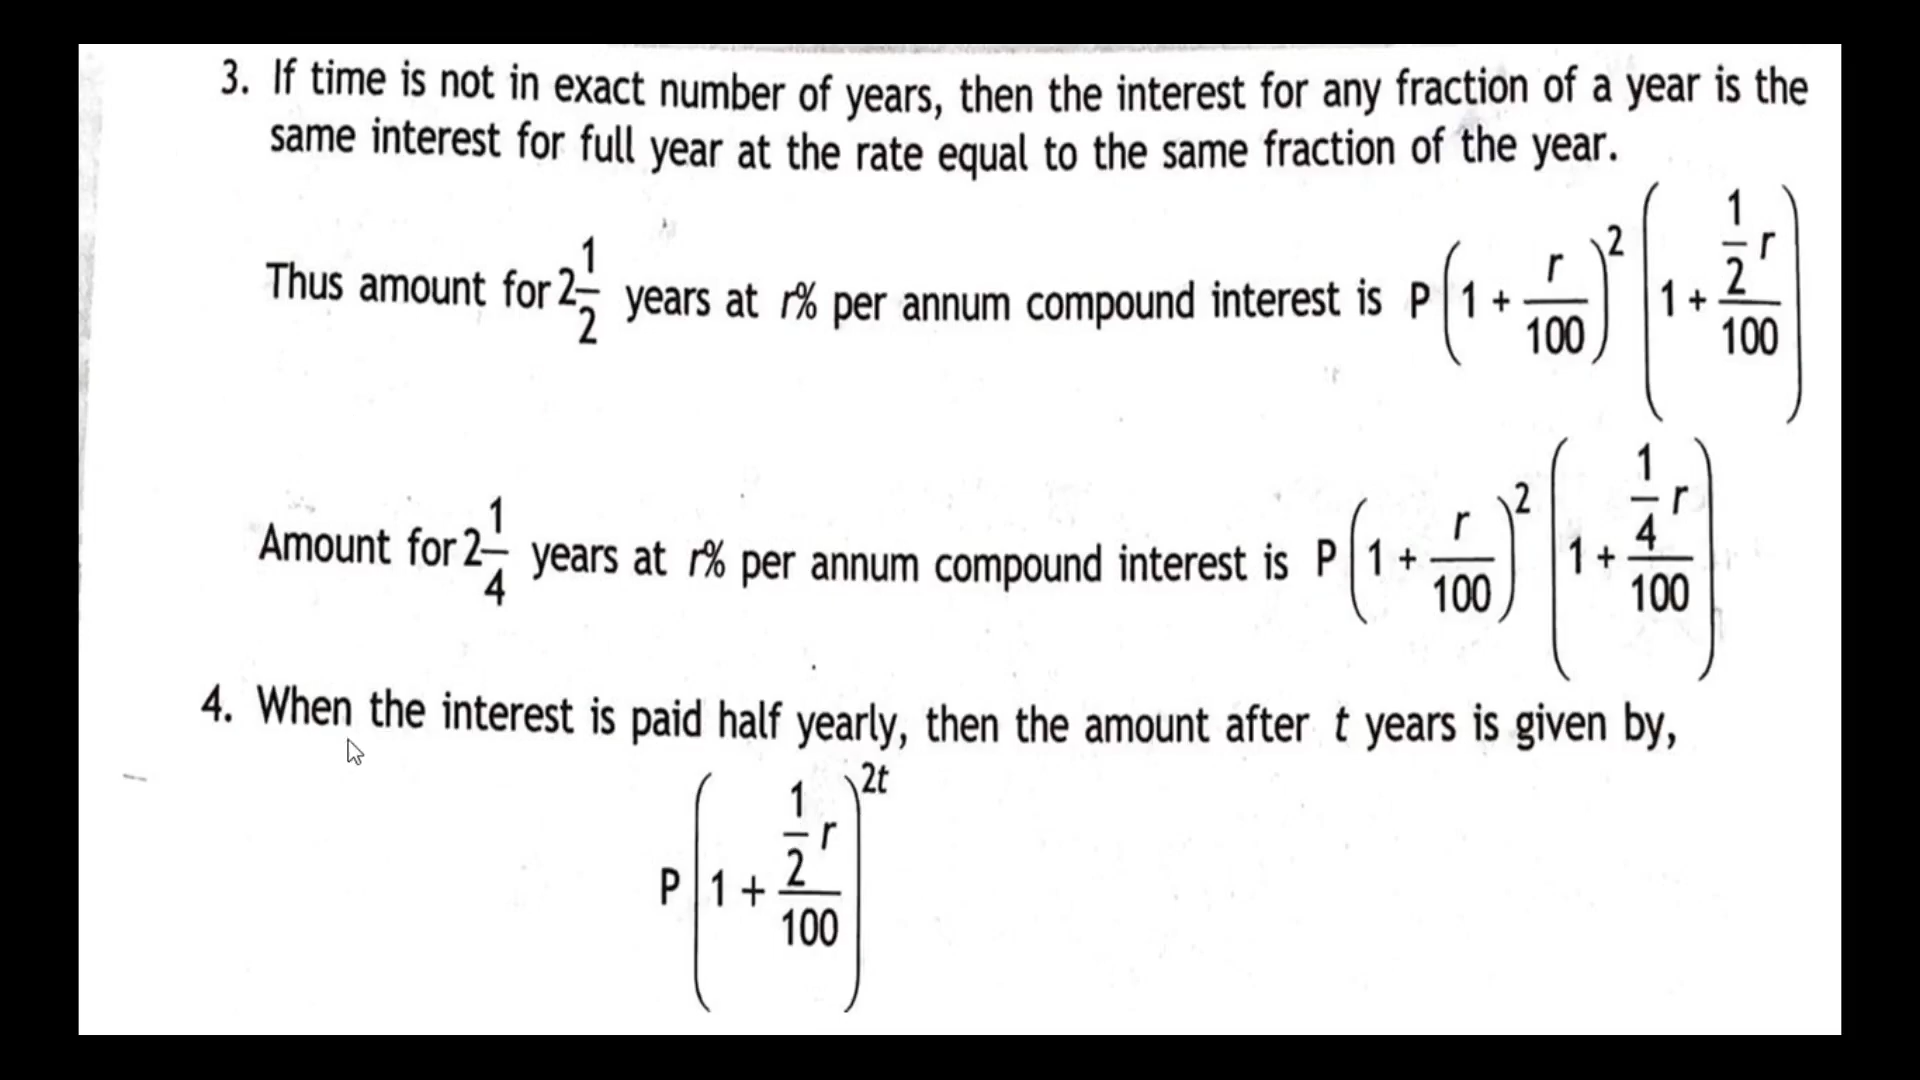 3. If time is not in exact number of years, then the interest for any fraction of a year is the
same interest for full year at the rate equal to the same fraction of the year.
Thus amount for 2 1/2 years at r% per annum compound interest is P(1 + r/100)^2 (1 + (1/2 r)/100)
Amount for 2 1/4 years at r% per annum compound interest is P(1 + r/100)^2 (1 + (1/4 r)/100)
4. When the interest is paid half yearly, then the amount after t years is given by,
P(1 + (1/2 r)/100)^2t